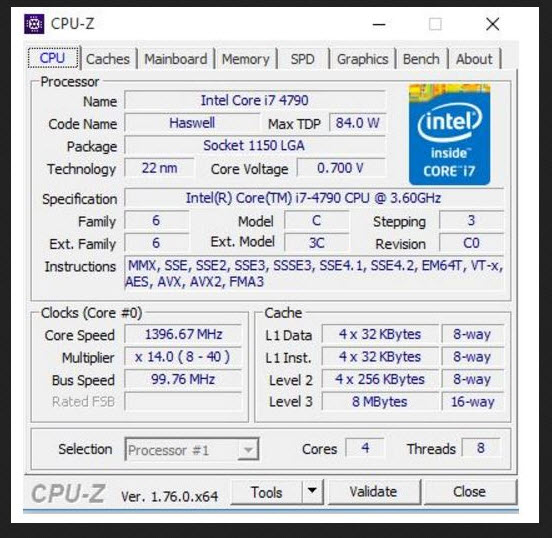 CPU-Z
CPU Caches Mainboard Memory SPD Graphics Bench About
Processor
Name Intel Core i7 4790
Code Name Haswell Max TDP 84.0 W
Package Socket 1150 LGA
Technology 22 nm Core Voltage 0.700 V
intel
inside™
CORE™i7
Specification Intel(R) Core(TM) i7-4790 CPU @ 3.60GHz
Family 6 Model C Stepping 3
Ext. Family 6 Ext. Model 3C Revision C0
Instructions MMX, SSE, SSE2, SSE3, SSSE3, SSE4.1, SSE4.2, EM64T, VT-x,
AES, AVX, AVX2, FMA3
Clocks (Core #0)
Core Speed 1396.67 MHz
Multiplier x 14.0 ( 8 - 40 )
Bus Speed 99.76 MHz
Rated FSB
Cache
L1 Data 4 x 32 KBytes 8-way
L1 Inst. 4 x 32 KBytes 8-way
Level 2 4 x 256 KBytes 8-way
Level 3 8 MBytes 16-way
Selection Processor #1 Cores 4 Threads 8
CPU-Z Ver. 1.76.0.x64 Tools Validate Close